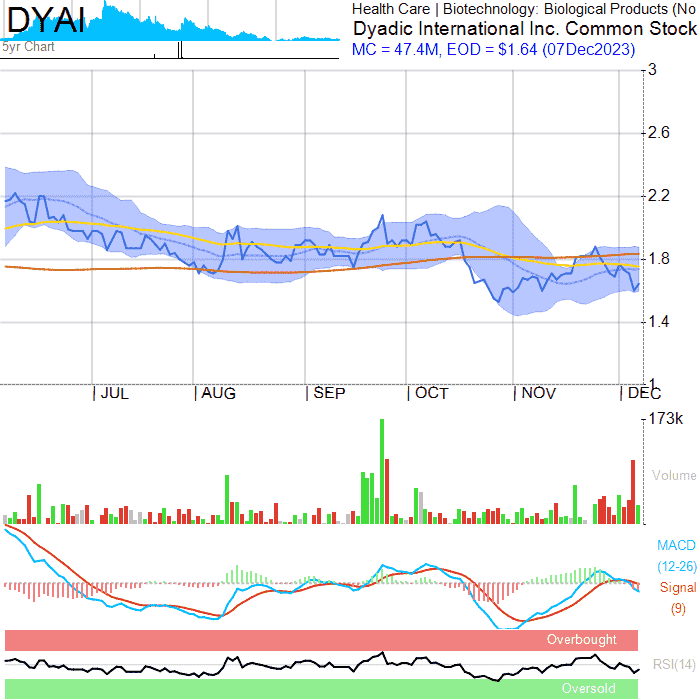 DYAI
5yr Chart
Health Care | Biotechnology: Biological Products (No
Dyadic International Inc. Common Stock
MC = 47.4M, EOD = $1.64 (07Dec2023)
3
2.6
2.2
1.8
1.4
1
| JUL | AUG | SEP | OCT | NOV | DEC
173k
Volume
MACD
(12-26)
Signal
(9)
Overbought
RSI(14)
Oversold